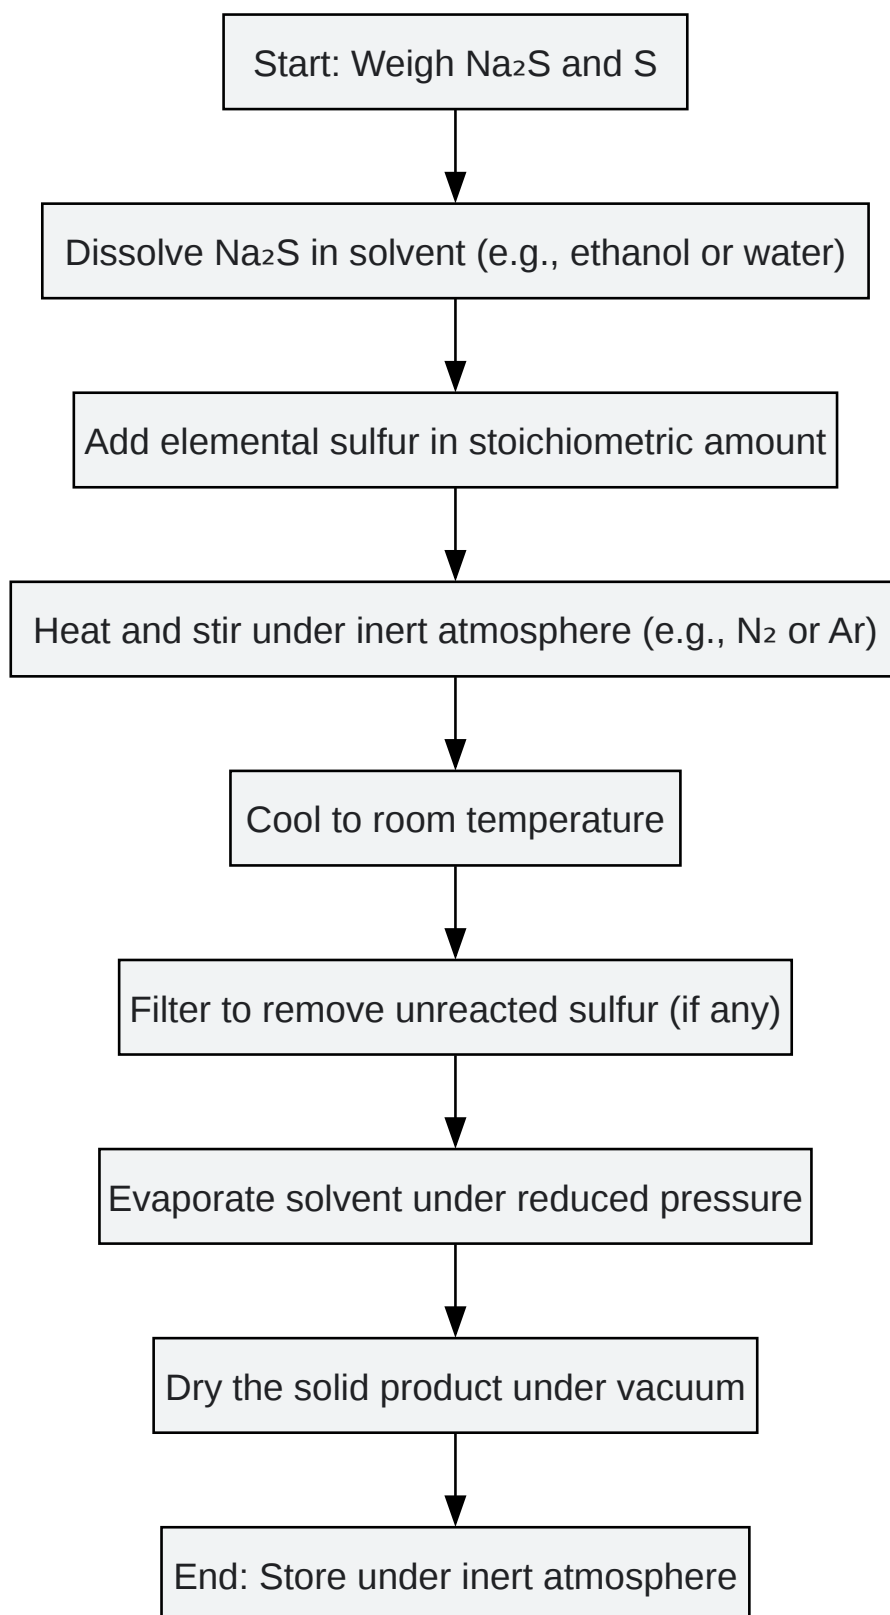 Start: Weigh Na₂S and S
Dissolve Na₂S in solvent (e.g., ethanol or water)
Add elemental sulfur in stoichiometric amount
Heat and stir under inert atmosphere (e.g., N₂ or Ar)
Cool to room temperature
Filter to remove unreacted sulfur (if any)
Evaporate solvent under reduced pressure
Dry the solid product under vacuum
End: Store under inert atmosphere